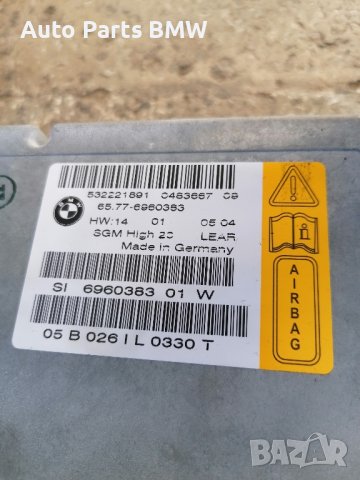 Auto Parts BMW
532221891 0483667 09
65.77-6960383
HW:14 01 05 04
SGM High 20 LEAR
Made in Germany
SI 6960383 01 W
05 B 026 I L 0330 T
AIRBAG
BAZAR